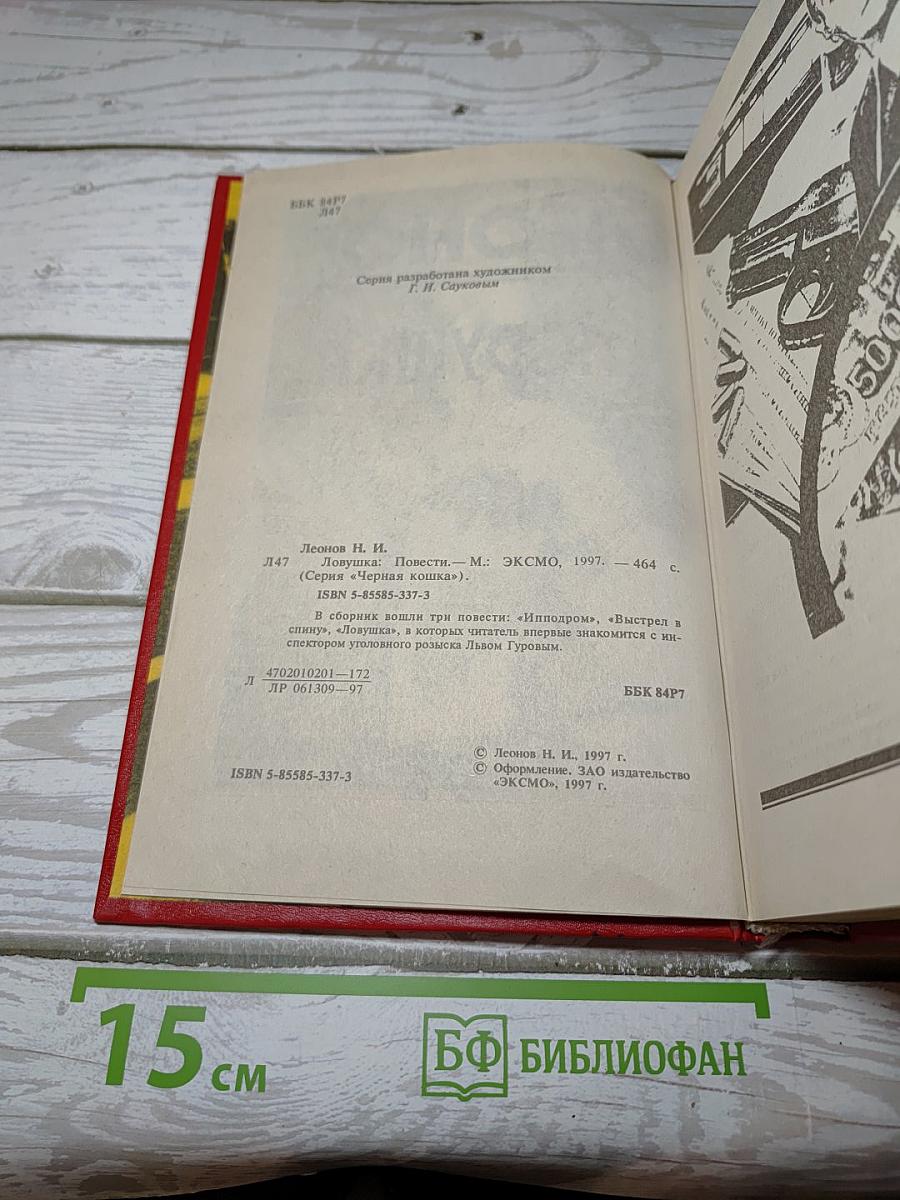 ББК 84Р7
Л47
Серия разработана художником
Г. И. Сауковым
Леонов Н. И.
Л47 Ловушка: Повести.— М.: ЭКСМО, 1997. — 464 с.
(Серия «Черная кошка»).
ISBN 5-85585-337-3
В сборник вошли три повести: «Ипподром», «Выстрел в
спину», «Ловушка», в которых читатель впервые знакомится с ин-
спектором уголовного розыска Львом Гуровым.
Л 4702010201—172
ЛР 061309—97
ББК 84Р7
ISBN 5-85585-337-3
© Леонов Н. И., 1997 г.
© Оформление. ЗАО издательство
«ЭКСМО», 1997 г.
500
15 см
БФ БИБЛИОФАН